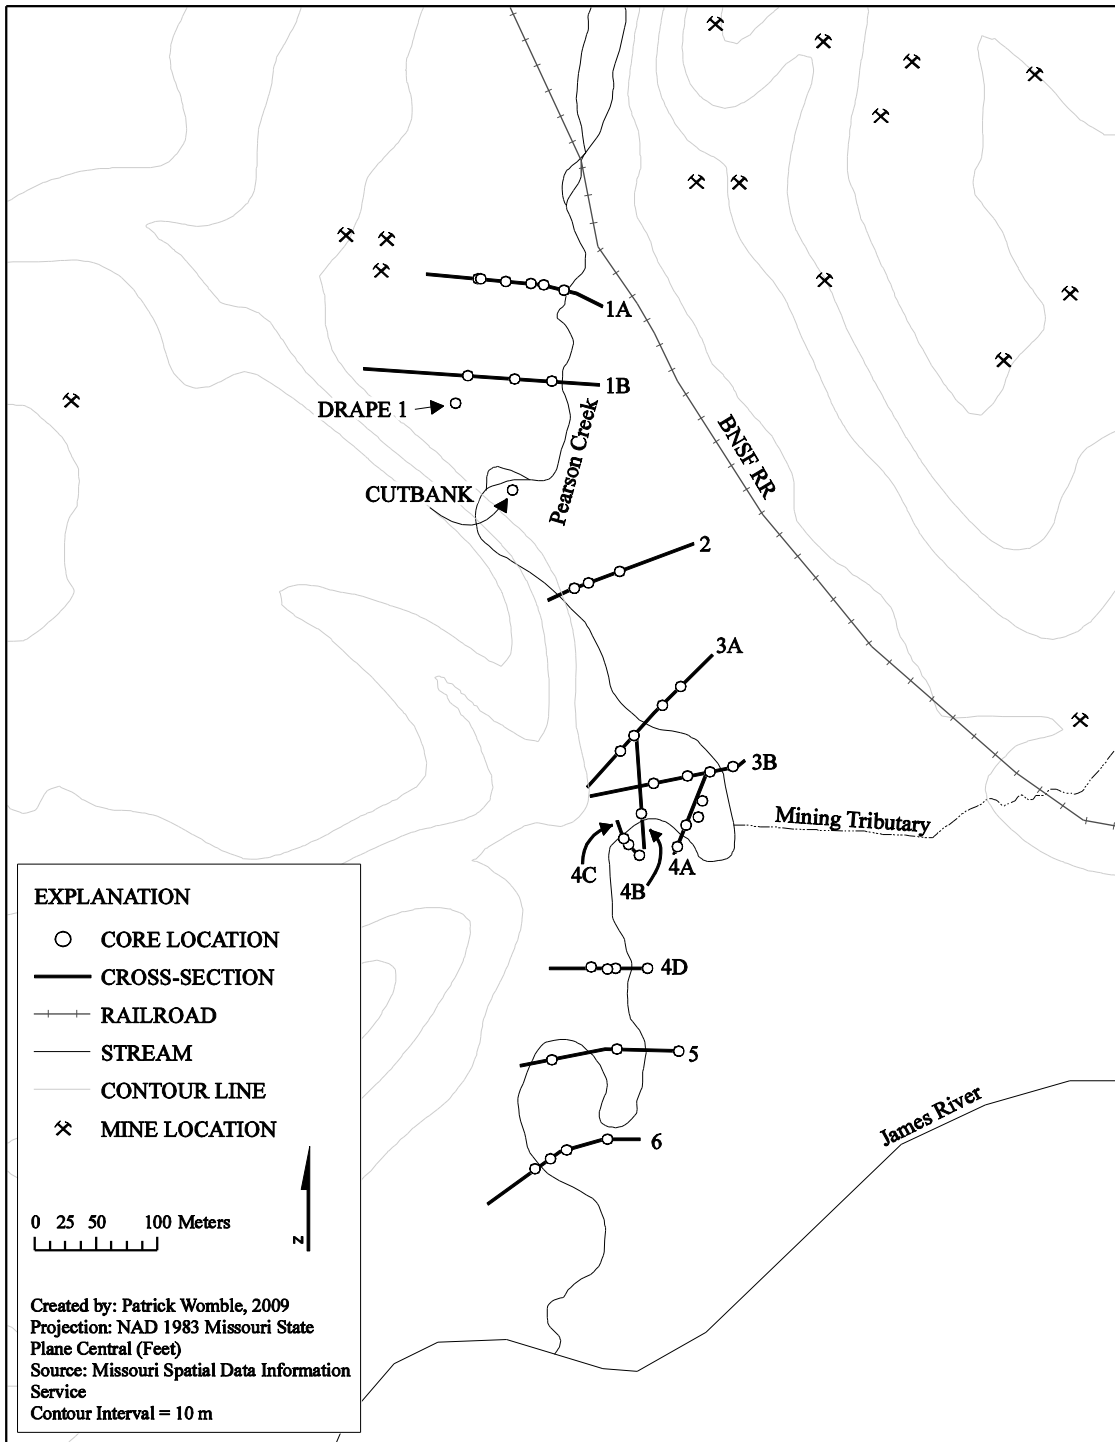 1A
1B
DRAPE 1
Pearson Creek
BNSF RR
CUTBANK
2
3A
3B
Mining Tributary
4C
4B
4A
4D
5
6
James River
EXPLANATION
CORE LOCATION
CROSS-SECTION
RAILROAD
STREAM
CONTOUR LINE
MINE LOCATION
0 25 50 100 Meters
N
Created by: Patrick Womble, 2009
Projection: NAD 1983 Missouri State
Plane Central (Feet)
Source: Missouri Spatial Data Information
Service
Contour Interval = 10 m